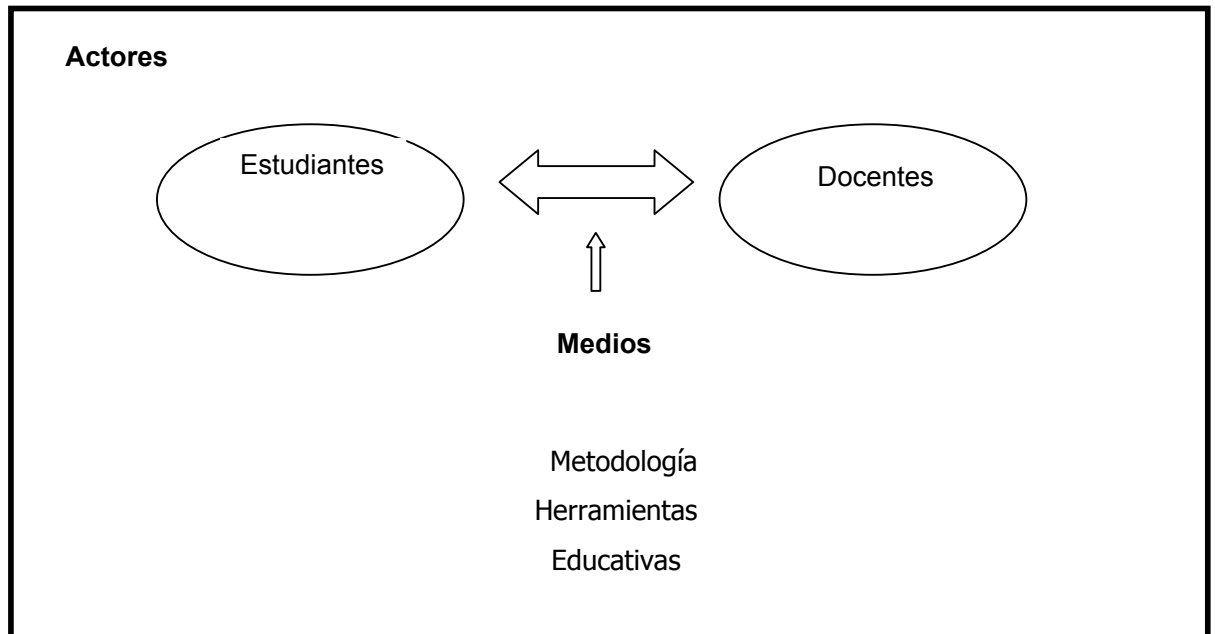 Actores
Estudiantes
Docentes
Medios
Metodología
Herramientas
Educativas